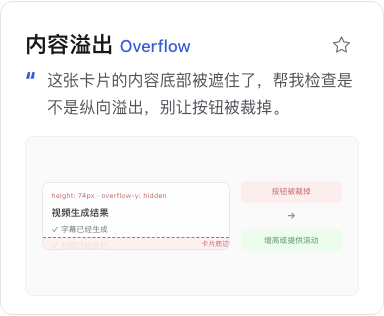 内容溢出 Overflow
“ 这张卡片的内容底部被遮住了，帮我检查是
不是纵向溢出，别让按钮被裁掉。
height: 74px · overflow-y: hidden
视频生成结果
✓ 字幕已经生成
卡片底边
按钮被裁掉
→
增高或提供滚动